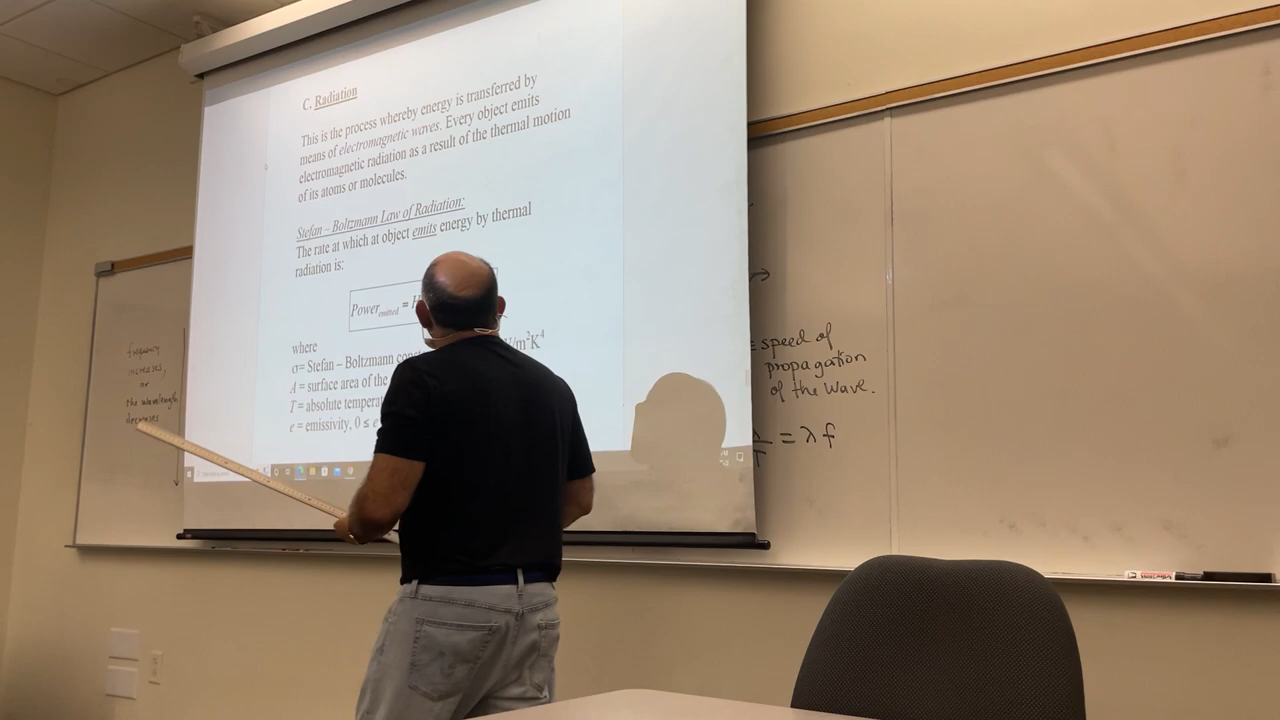 C. Radiation
This is the process whereby energy is transferred by
means of electromagnetic waves. Every object emits
electromagnetic radiation as a result of the thermal motion
of its atoms or molecules.
Stefan – Boltzmann Law of Radiation:
The rate at which at object emits energy by thermal
radiation is:
Power emitted = H
where
σ= Stefan – Boltzmann const
W/m²K⁴
A = surface area of the
T = absolute temperat
e = emissivity, 0 ≤ e
frequency
increases,
or
the wavelength
decreases
= speed of
propagation
of the wave.
λ/T = λf